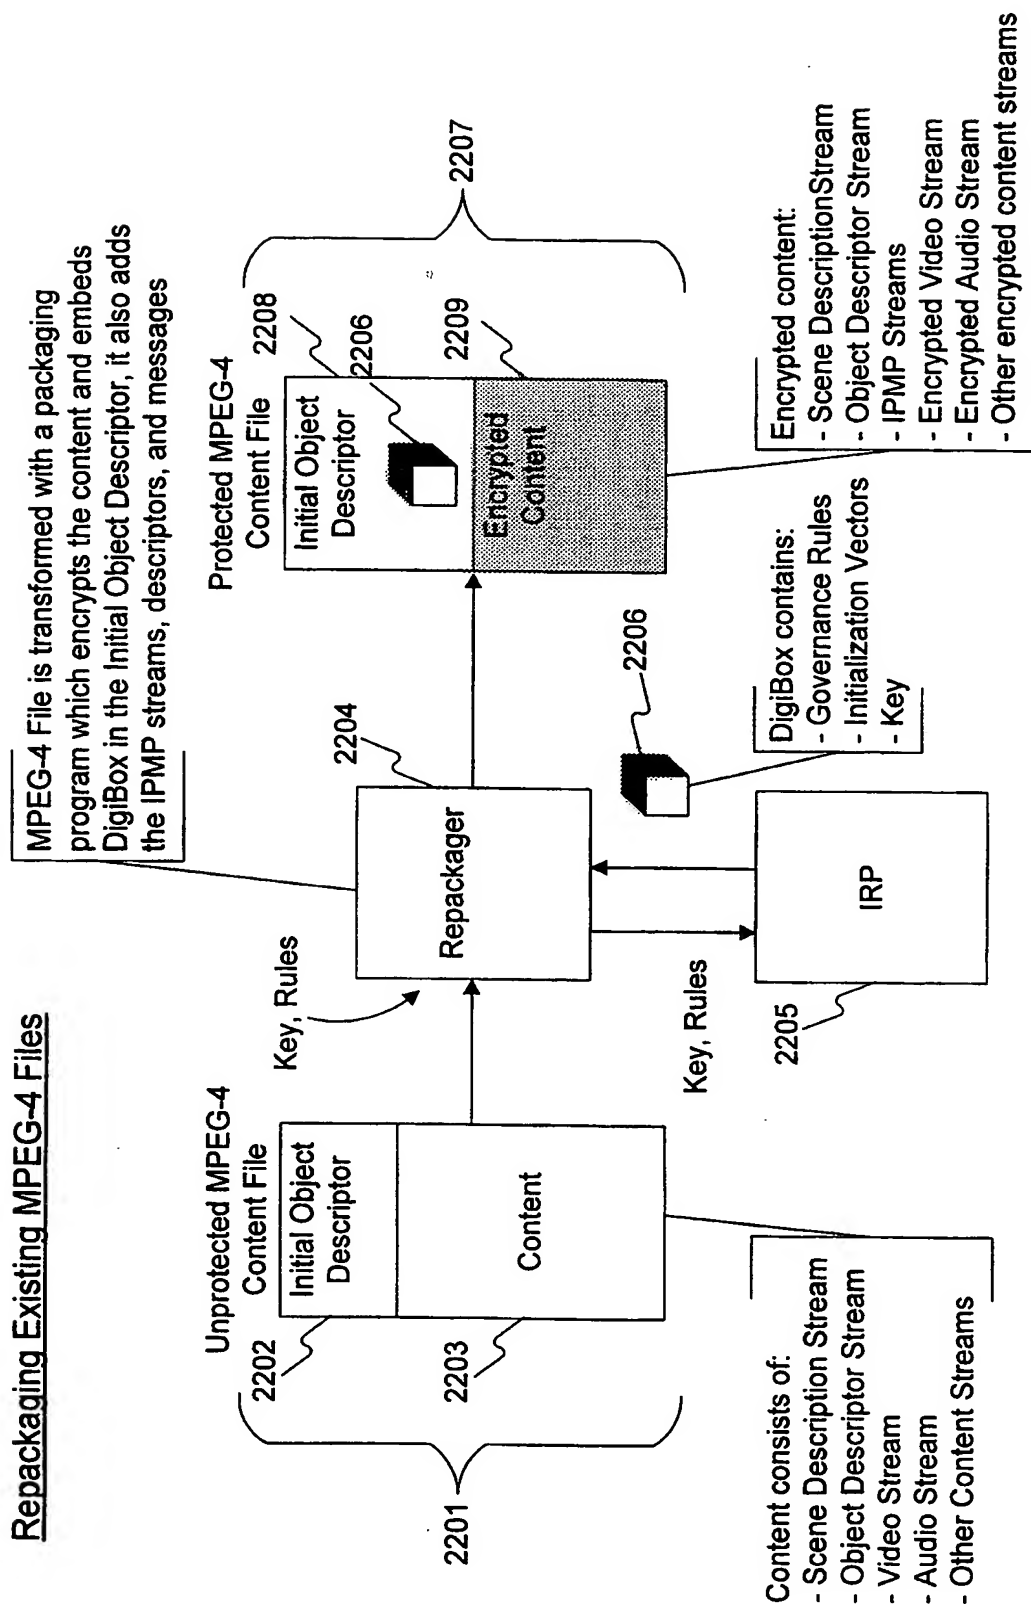 Repackaging Existing MPEG-4 Files
MPEG-4 File is transformed with a packaging
program which encrypts the content and embeds
DigiBox in the Initial Object Descriptor, it also adds
the IPMP streams, descriptors, and messages
Unprotected MPEG-4
Content File
Initial Object
Descriptor
Content
2201
2202
2203
Content consists of:
- Scene Description Stream
- Object Descriptor Stream
- Video Stream
- Audio Stream
- Other Content Streams
Key, Rules
Repackager
2204
Key, Rules
IRP
2205
2206
DigiBox contains:
- Governance Rules
- Initialization Vectors
- Key
Protected MPEG-4
Content File
Initial Object
Descriptor
Encrypted
Content
2208
2206
2209
2207
Encrypted content:
- Scene DescriptionStream
- Object Descriptor Stream
- IPMP Streams
- Encrypted Video Stream
- Encrypted Audio Stream
- Other encrypted content streams